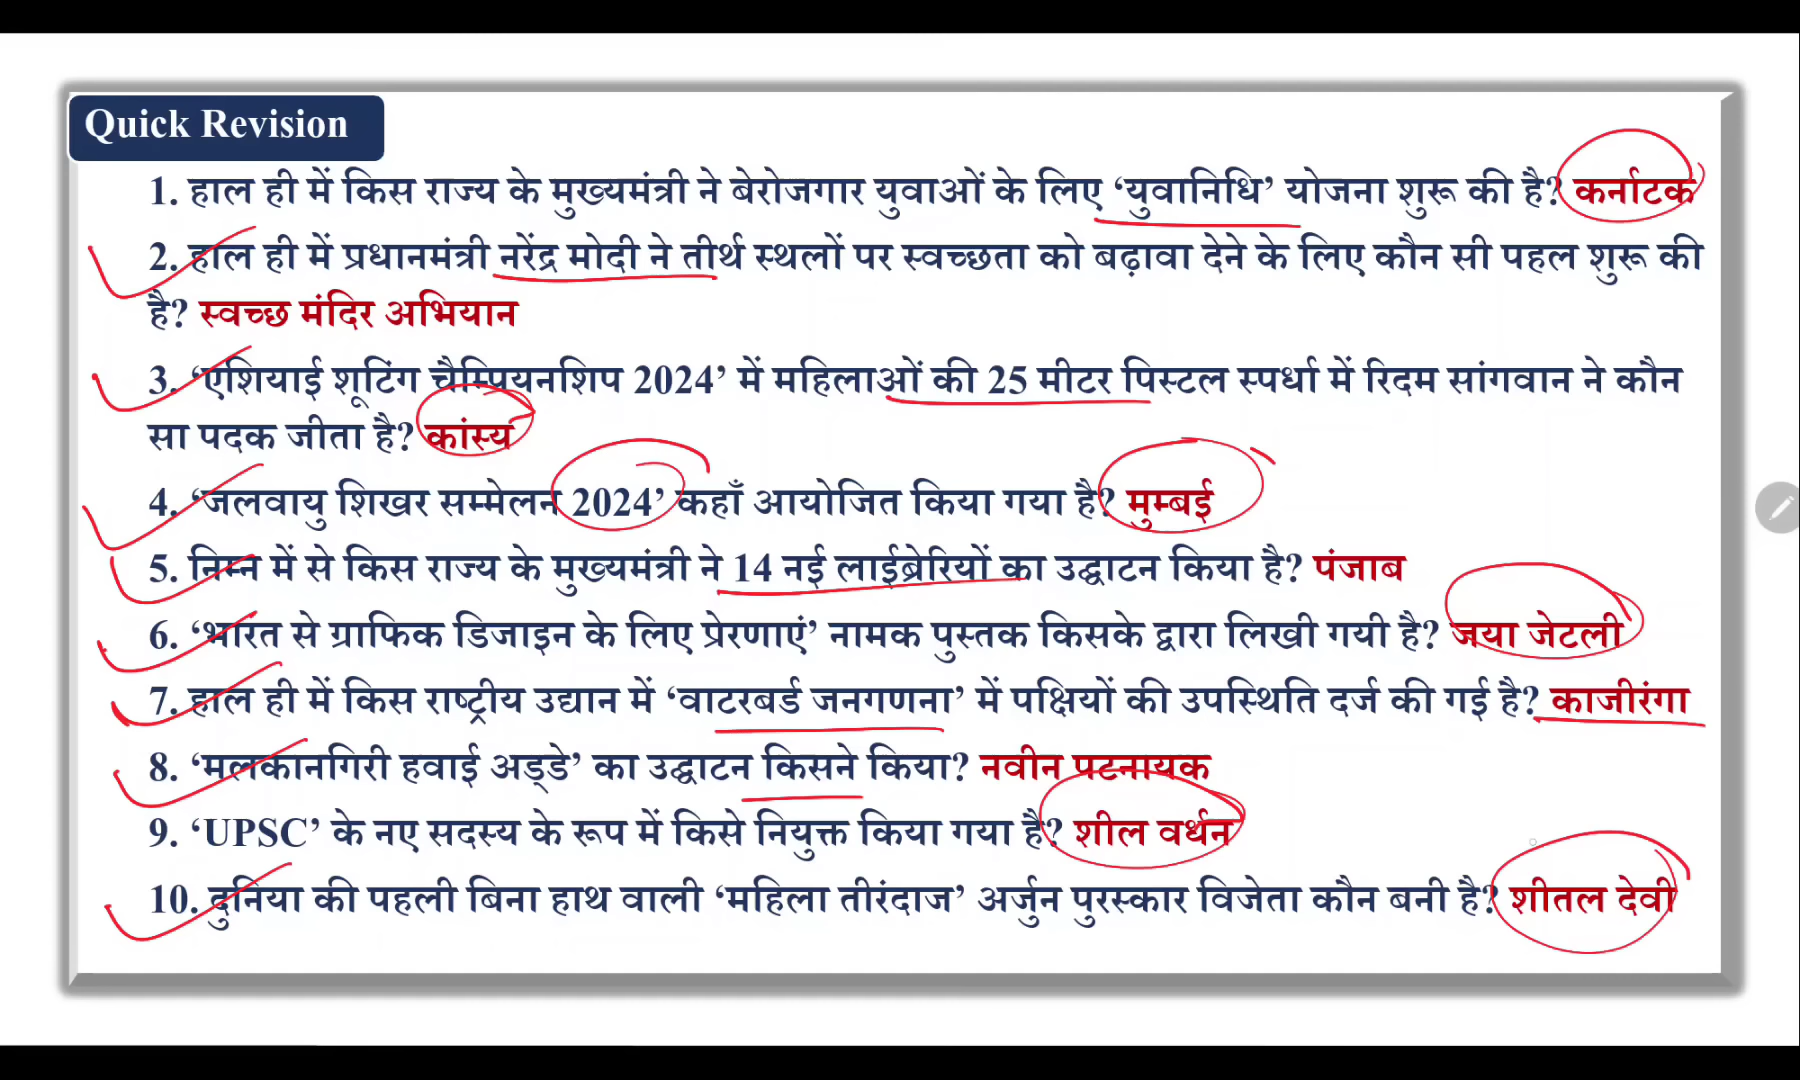 Quick Revision
1. हाल ही में किस राज्य के मुख्यमंत्री ने बेरोजगार युवाओं के लिए ‘युवानिधि’ योजना शुरू की है? कर्नाटक
2. हाल ही में प्रधानमंत्री नरेंद्र मोदी ने तीर्थ स्थलों पर स्वच्छता को बढ़ावा देने के लिए कौन सी पहल शुरू की
है? स्वच्छ मंदिर अभियान
3. ‘एशियाई शूटिंग चैम्पियनशिप 2024’ में महिलाओं की 25 मीटर पिस्टल स्पर्धा में रिदम सांगवान ने कौन
सा पदक जीता है? कांस्य
4. ‘जलवायु शिखर सम्मेलन 2024’ कहाँ आयोजित किया गया है? मुम्बई
5. निम्न में से किस राज्य के मुख्यमंत्री ने 14 नई लाईब्रेरियों का उद्घाटन किया है? पंजाब
6. ‘भारत से ग्राफिक डिजाइन के लिए प्रेरणाएं’ नामक पुस्तक किसके द्वारा लिखी गयी है? जया जेटली
7. हाल ही में किस राष्ट्रीय उद्यान में ‘वाटरबर्ड जनगणना’ में पक्षियों की उपस्थिति दर्ज की गई है? काजीरंगा
8. ‘मलकानगिरी हवाई अड्डे’ का उद्घाटन किसने किया? नवीन पटनायक
9. ‘UPSC’ के नए सदस्य के रूप में किसे नियुक्त किया गया है? शील वर्धन
10. दुनिया की पहली बिना हाथ वाली ‘महिला तीरंदाज’ अर्जुन पुरस्कार विजेता कौन बनी है? शीतल देवी